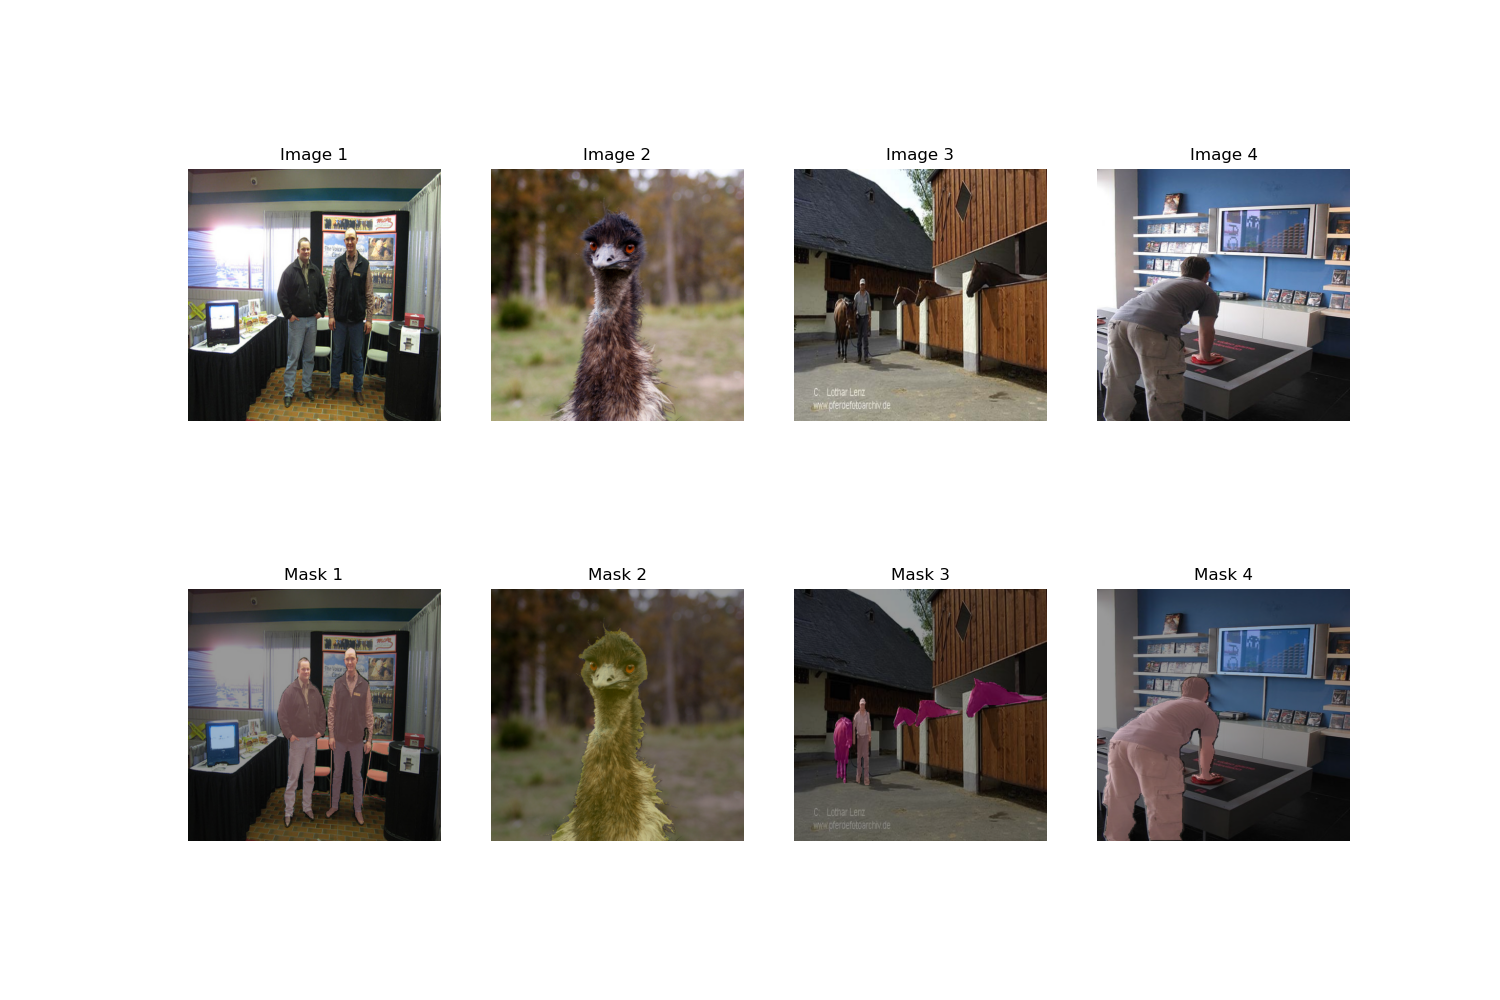 Image 1
Image 2
Image 3
Image 4
C: Lothar Lenz
www.pferdefotoarchiv.de
Mask 1
Mask 2
Mask 3
Mask 4
C: Lothar Lenz
www.pferdefotoarchiv.de